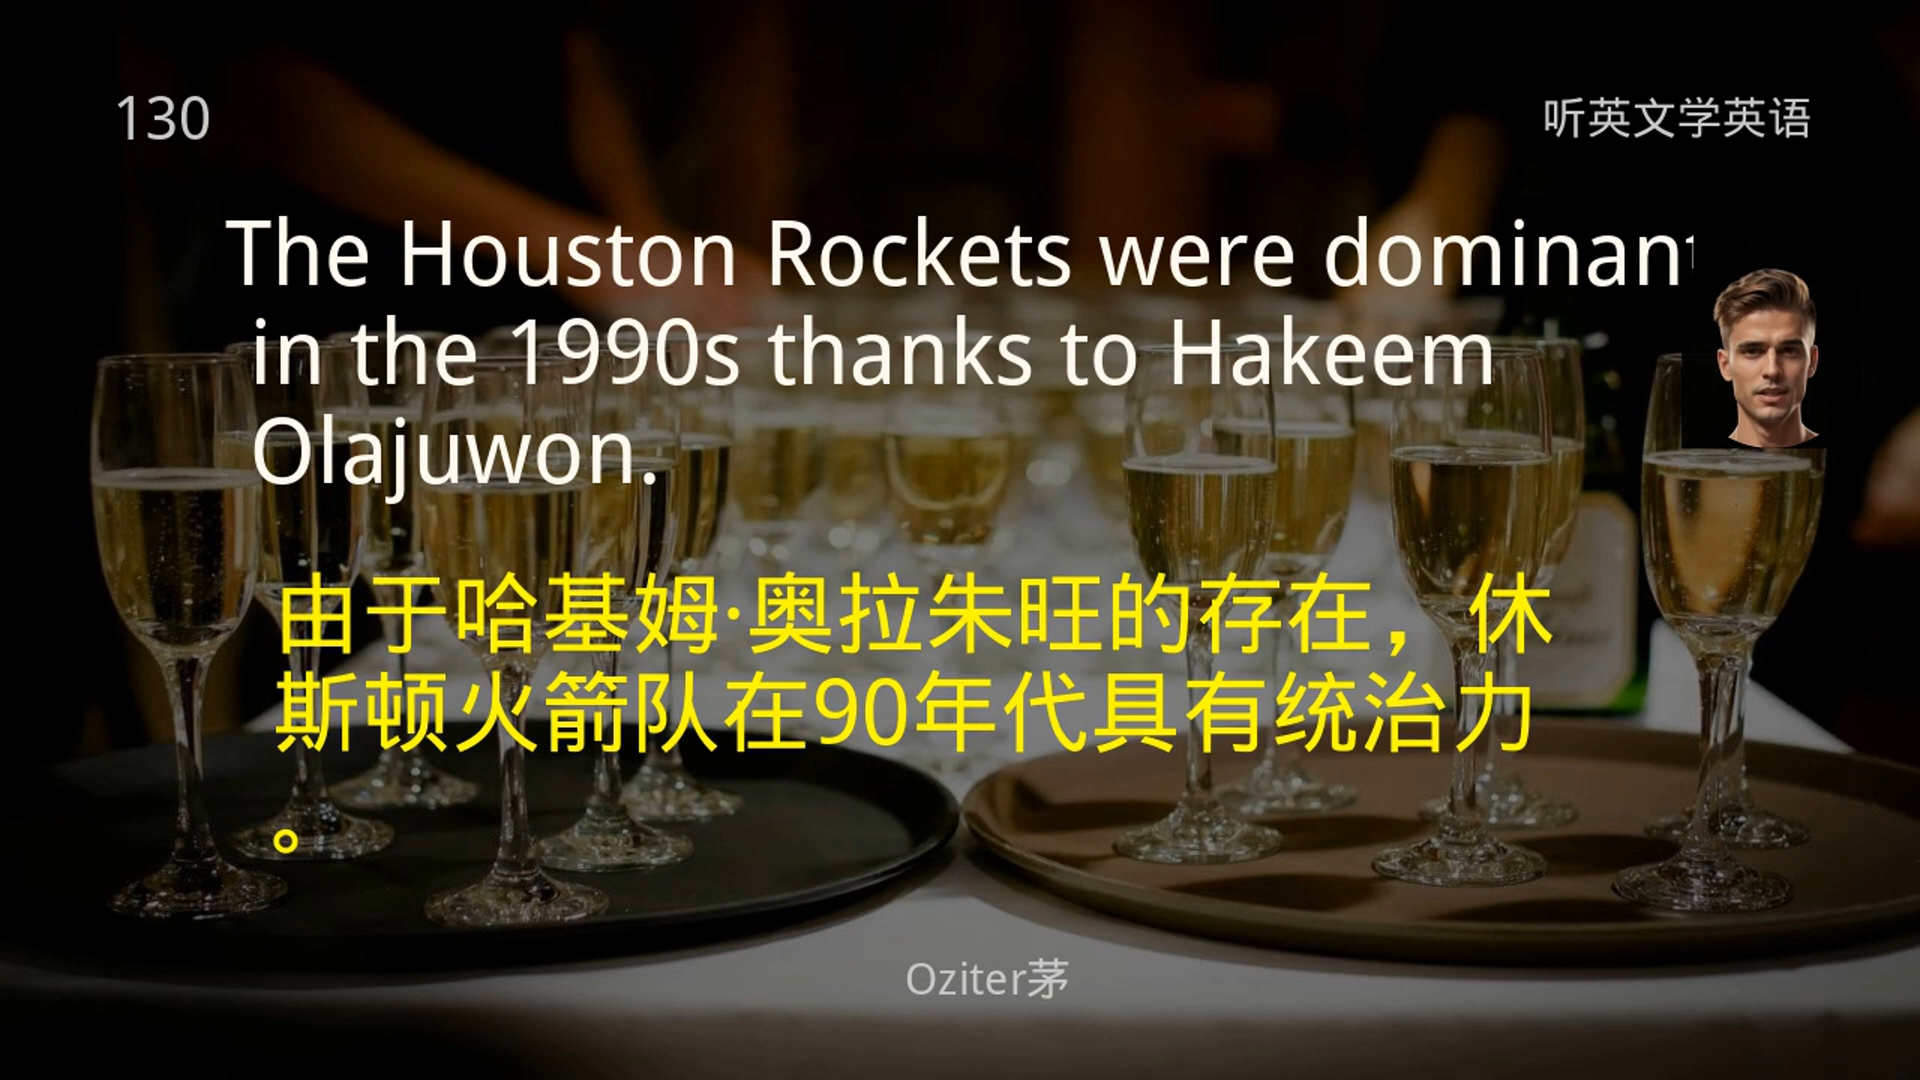 130
听英文学英语
The Houston Rockets were dominant
in the 1990s thanks to Hakeem
Olajuwon.
由于哈基姆·奥拉朱旺的存在，休
斯顿火箭队在90年代具有统治力
。
Oziter茅